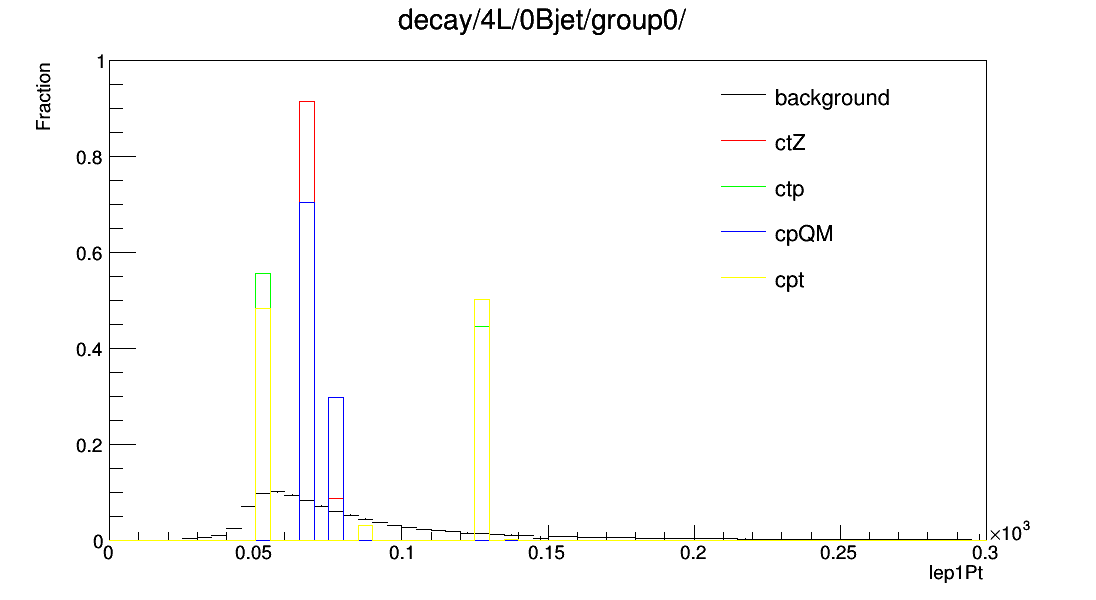 decay/4L/0Bjet/group0/
Fraction
1
0.8
0.6
0.4
0.2
0
background
ctZ
ctp
cpQM
cpt
0 0.05 0.1 0.15 0.2 0.25 0.3
×10³
lep1Pt